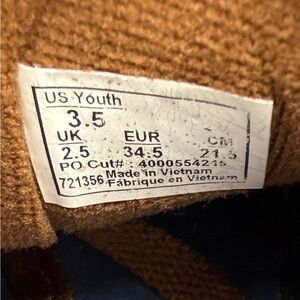 US Youth
3.5
UK EUR CM
2.5 34.5 21.5
PO Cut# : 4000554215
721356 Made in Vietnam
Fabrique en Vietnam